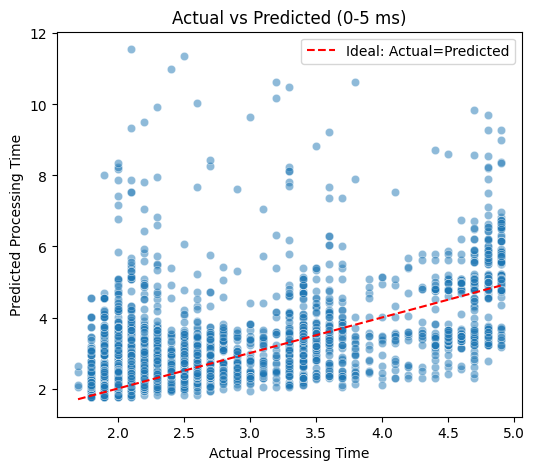 Actual vs Predicted (0-5 ms)
Ideal: Actual=Predicted
12
10
8
6
4
2
Predicted Processing Time
2.0 2.5 3.0 3.5 4.0 4.5 5.0
Actual Processing Time